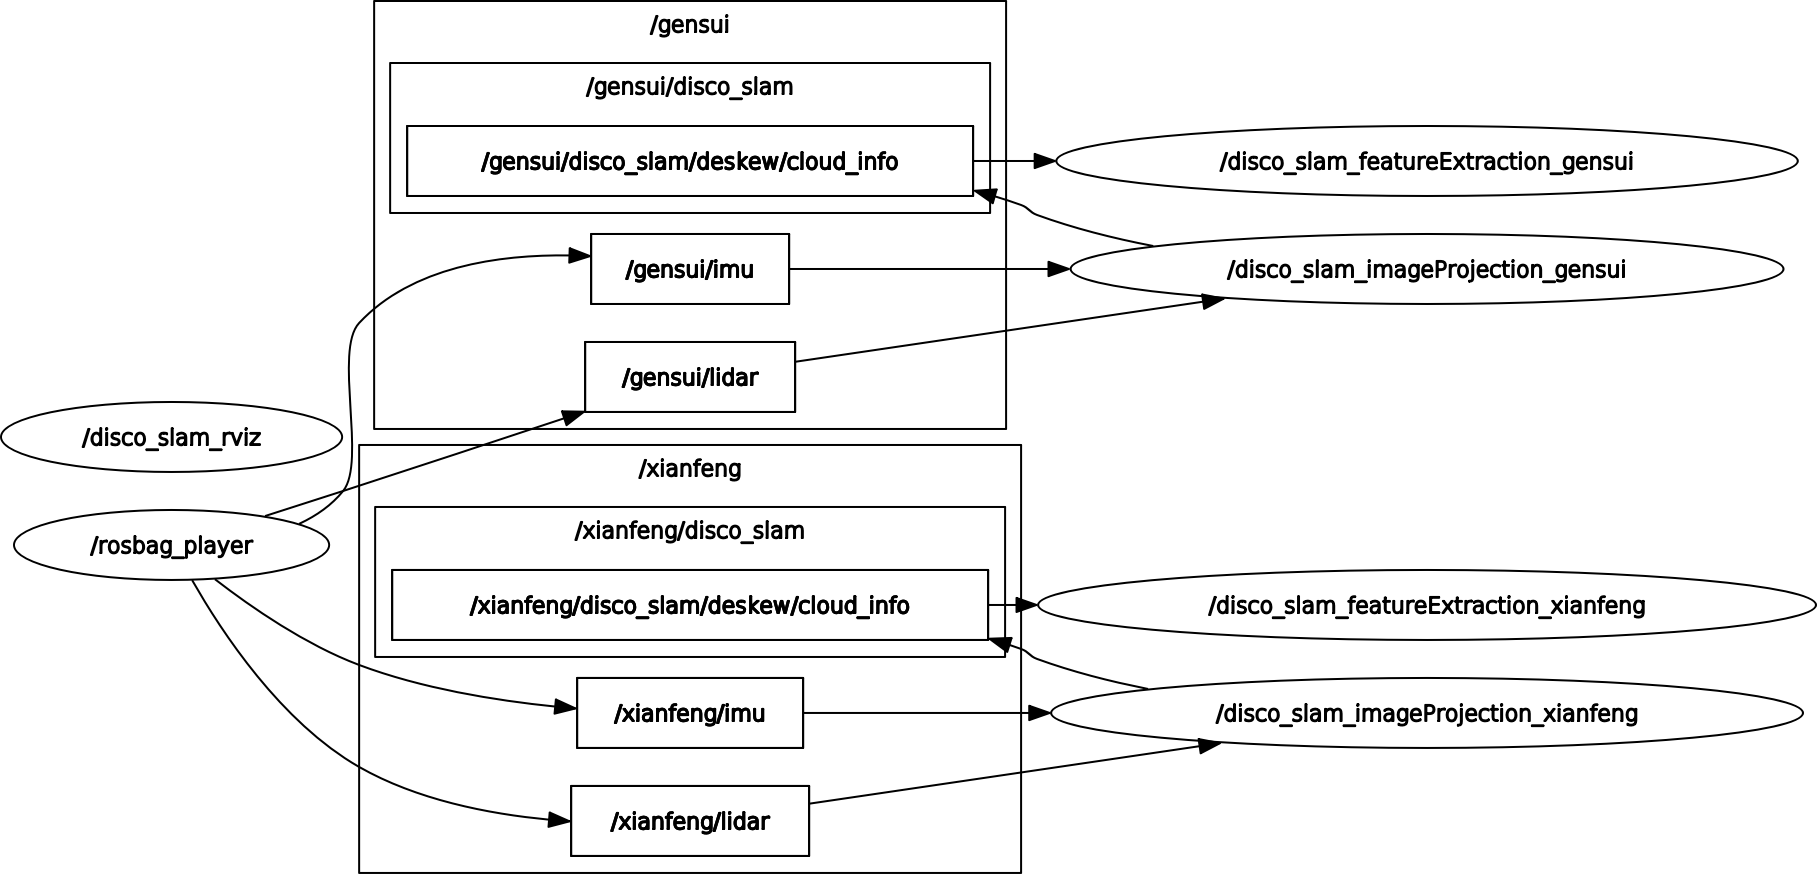 /gensui
/gensui/disco_slam
/gensui/disco_slam/deskew/cloud_info
/disco_slam_featureExtraction_gensui
/gensui/imu
/disco_slam_imageProjection_gensui
/gensui/lidar
/disco_slam_rviz
/xianfeng
/xianfeng/disco_slam
/rosbag_player
/xianfeng/disco_slam/deskew/cloud_info
/disco_slam_featureExtraction_xianfeng
/xianfeng/imu
/disco_slam_imageProjection_xianfeng
/xianfeng/lidar